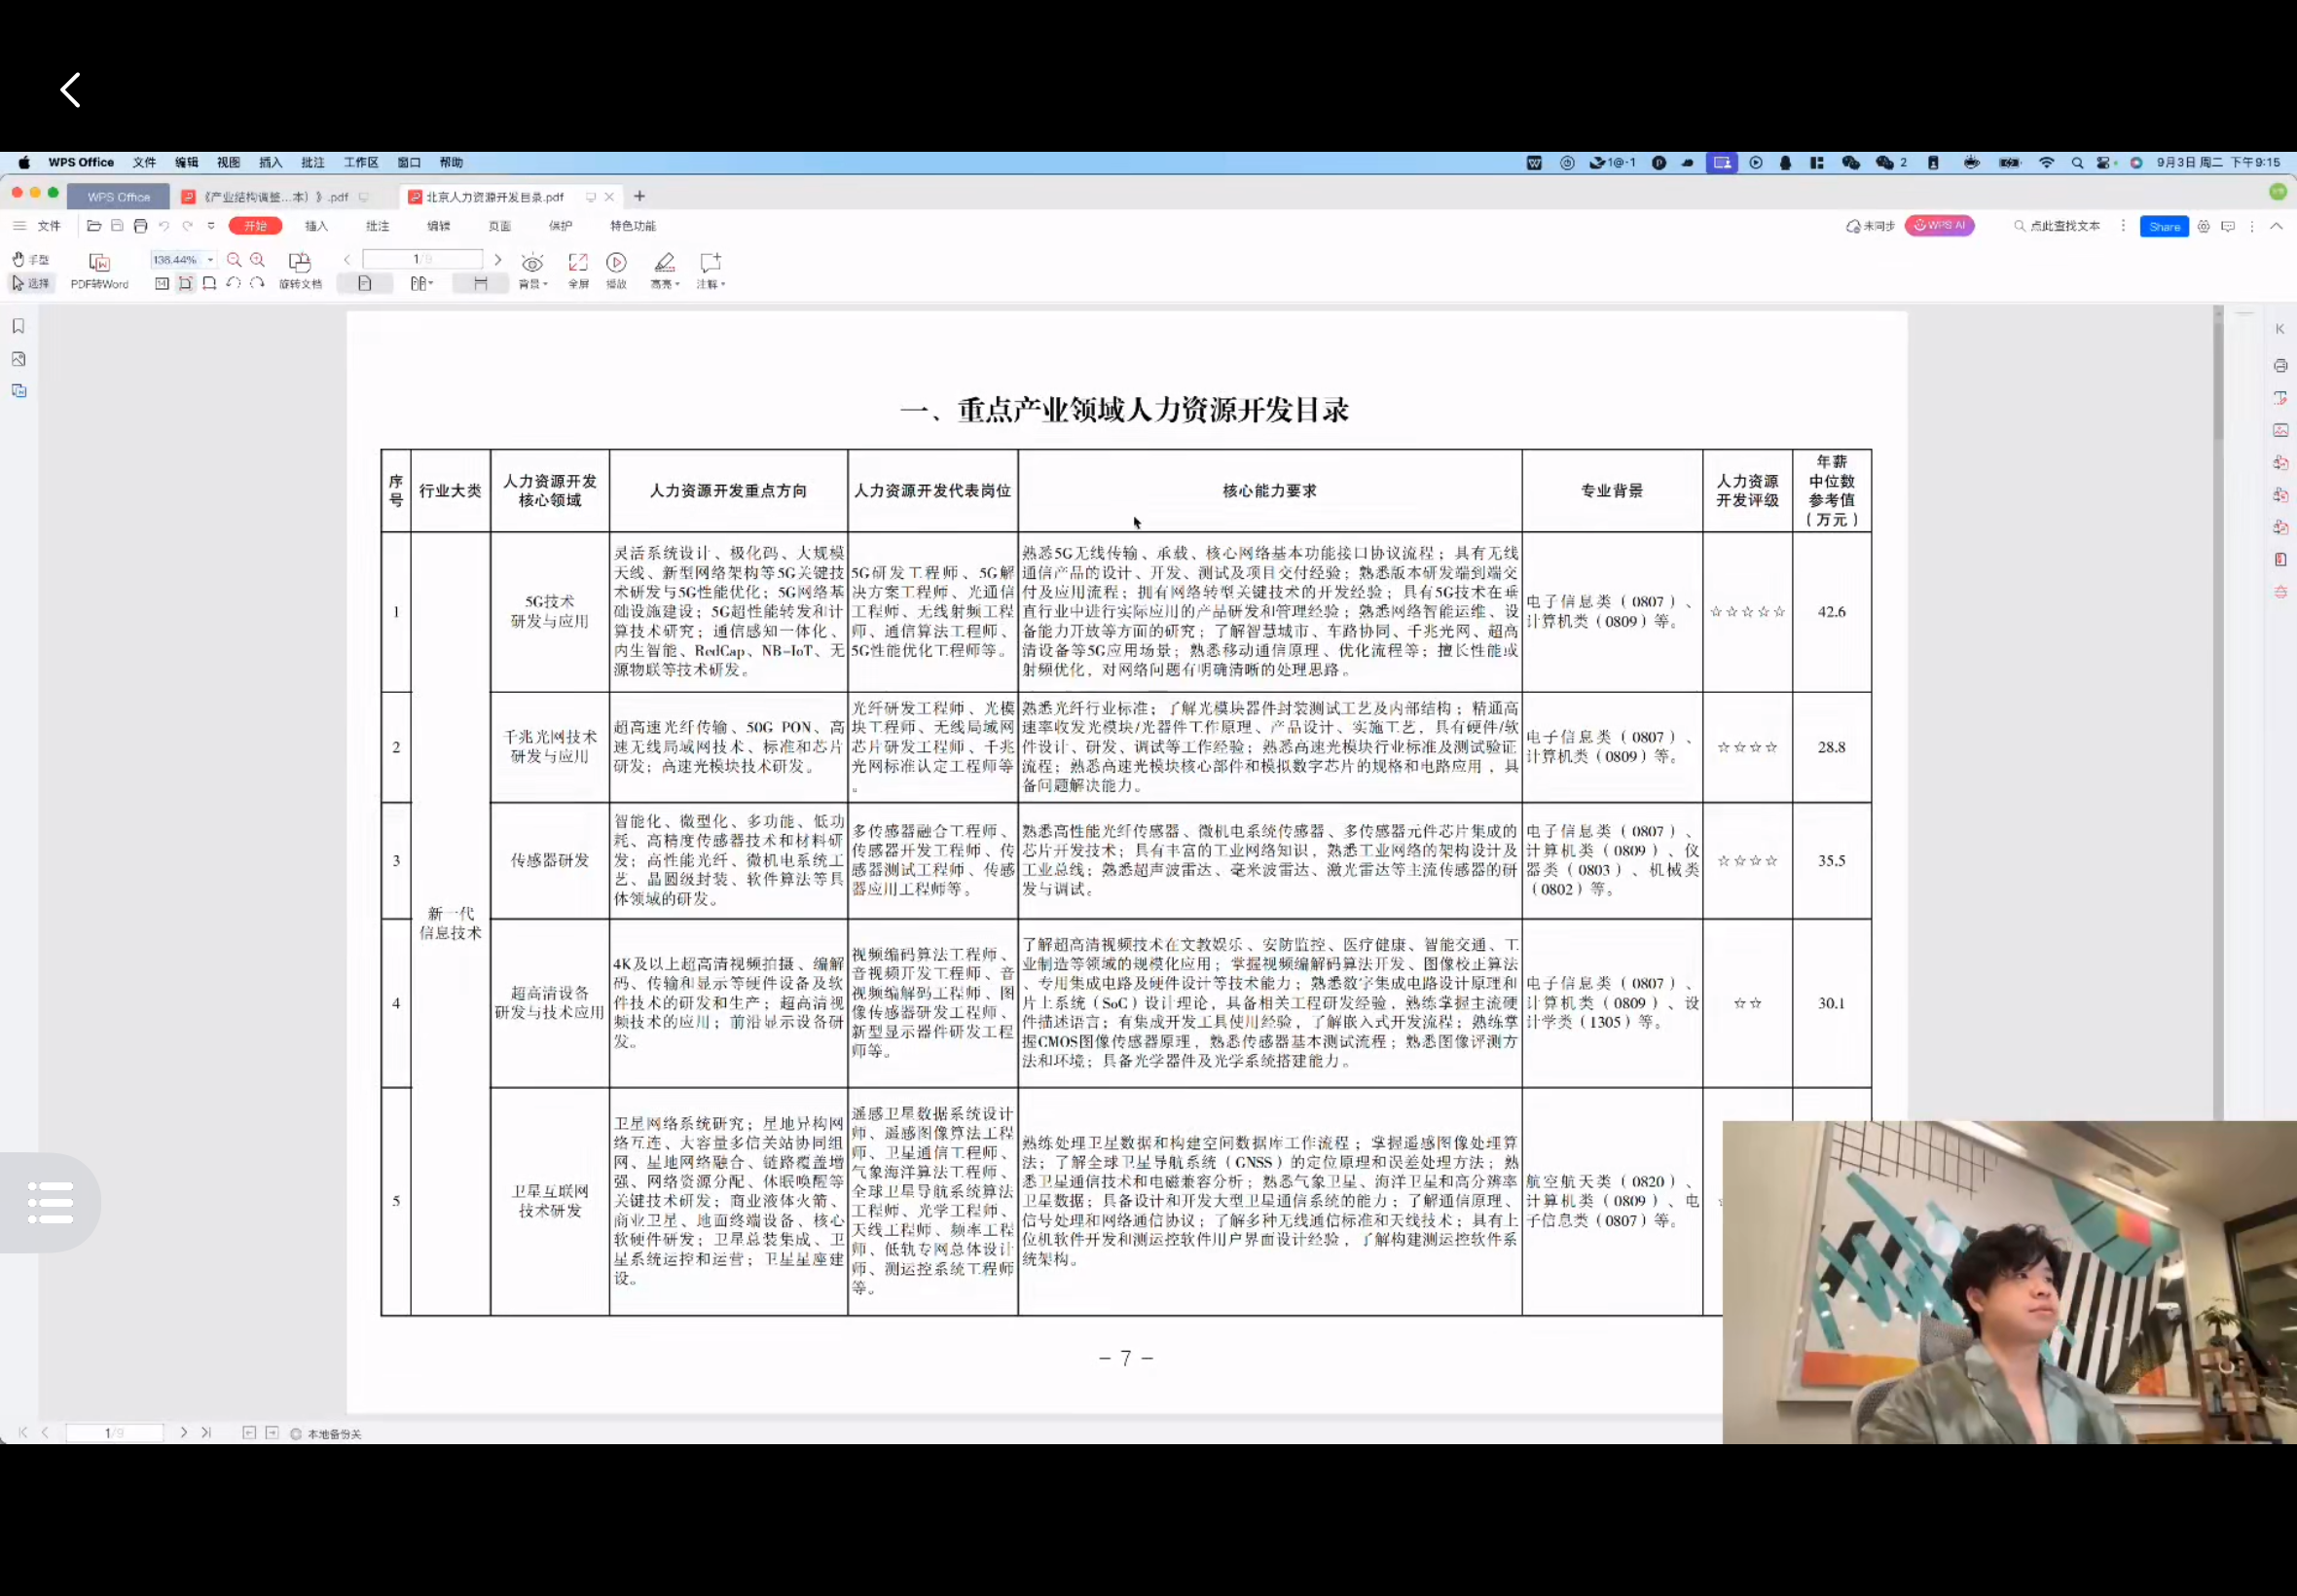 WPS Office 文件 编辑 视图 插入 批注 工作区 窗口 帮助
1@-1 2 9月3日 周二 下午9:15
WPS Office 《产业结构调整...本）》.pdf 北京人力资源开发目录.pdf
文件 开始 插入 批注 编辑 页面 保护 特色功能 未同步 WPS AI 点此查找文本 Share
手型 138.44% 1/9
选择 PDF转Word 旋转文档 背景 全屏 播放 高亮 注解
一、重点产业领域人力资源开发目录
序号 行业大类 人力资源开发核心领域 人力资源开发重点方向 人力资源开发代表岗位 核心能力要求 专业背景 人力资源开发评级 年薪中位数参考值（万元）
新一代
信息技术
1
5G技术
研发与应用
灵活系统设计、极化码、大规模
天线、新型网络架构等5G关键技
术研发与5G性能优化；5G网络基
础设施建设；5G超性能转发和计
算技术研究；通信感知一体化、
内生智能、RedCap、NB-IoT、无
源物联等技术研发。
5G研发工程师、5G解
决方案工程师、光通信
工程师、无线射频工程
师、通信算法工程师、
5G性能优化工程师等。
熟悉5G无线传输、承载、核心网络基本功能接口协议流程；具有无线
通信产品的设计、开发、测试及项目交付经验；熟悉版本研发端到端交
付及应用流程；拥有网络转型关键技术的开发经验；具有5G技术在垂
直行业中进行实际应用的产品研发和管理经验；熟悉网络智能运维、设
备能力开放等方面的研究；了解智慧城市、车路协同、千兆光网、超高
清设备等5G应用场景；熟悉移动通信原理、优化流程等；擅长性能或
射频优化，对网络问题有明确清晰的处理思路。
电子信息类（0807）、
计算机类（0809）等。
☆☆☆☆☆
42.6
2
千兆光网技术
研发与应用
超高速光纤传输、50G PON、高
速无线局域网技术、标准和芯片
研发；高速光模块技术研发。
光纤研发工程师、光模
块工程师、无线局域网
芯片研发工程师、千兆
光网标准认定工程师等
。
熟悉光纤行业标准；了解光模块器件封装测试工艺及内部结构；精通高
速率收发光模块/光器件工作原理、产品设计、实施工艺，具有硬件/软
件设计、研发、调试等工作经验；熟悉高速光模块行业标准及测试验证
流程；熟悉高速光模块核心部件和模拟数字芯片的规格和电路应用，具
备问题解决能力。
电子信息类（0807）、
计算机类（0809）等。
☆☆☆☆
28.8
3
传感器研发
智能化、微型化、多功能、低功
耗、高精度传感器技术和材料研
发；高性能光纤、微机电系统工
艺、晶圆级封装、软件算法等具
体领域的研发。
多传感器融合工程师、
传感器开发工程师、传
感器测试工程师、传感
器应用工程师等。
熟悉高性能光纤传感器、微机电系统传感器、多传感器元件芯片集成的
芯片开发技术；具有丰富的工业网络知识，熟悉工业网络的架构设计及
工业总线；熟悉超声波雷达、毫米波雷达、激光雷达等主流传感器的研
发与调试。
电子信息类（0807）、
计算机类（0809）、仪
器类（0803）、机械类
（0802）等。
☆☆☆☆
35.5
4
超高清设备
研发与技术应用
4K及以上超高清视频拍摄、编解
码、传输和显示等硬件设备及软
件技术的研发和生产；超高清视
频技术的应用；前沿显示设备研
发。
视频编码算法工程师、
音视频开发工程师、音
视频编解码工程师、图
像传感器研发工程师、
新型显示器件研发工程
师等。
了解超高清视频技术在文教娱乐、安防监控、医疗健康、智能交通、工
业制造等领域的规模化应用；掌握视频编解码算法开发、图像校正算法
、专用集成电路及硬件设计等技术能力；熟悉数字集成电路设计原理和
片上系统（SoC）设计理论，具备相关工程研发经验，熟练掌握主流硬
件描述语言；有集成开发工具使用经验，了解嵌入式开发流程；熟练掌
握CMOS图像传感器原理，熟悉传感器基本测试流程；熟悉图像评测方
法和环境；具备光学器件及光学系统搭建能力。
电子信息类（0807）、
计算机类（0809）、设
计学类（1305）等。
☆☆
30.1
5
卫星互联网
技术研发
卫星网络系统研究；星地异构网
络互连、大容量多信关站协同组
网、星地网络融合、链路覆盖增
强、网络资源分配、休眠唤醒等
关键技术研发；商业液体火箭、
商业卫星、地面终端设备、核心
软硬件研发；卫星总装集成、卫
星系统运控和运营；卫星星座建
设。
遥感卫星数据系统设计
师、遥感图像算法工程
师、卫星通信工程师、
气象海洋算法工程师、
全球卫星导航系统算法
工程师、光学工程师、
天线工程师、频率工程
师、低轨专网总体设计
师、测运控系统工程师
等。
熟练处理卫星数据和构建空间数据库工作流程；掌握遥感图像处理算
法；了解全球卫星导航系统（GNSS）的定位原理和误差处理方法；熟
悉卫星通信技术和电磁兼容分析；熟悉气象卫星、海洋卫星和高分辨率
卫星数据；具备设计和开发大型卫星通信系统的能力；了解通信原理、
信号处理和网络通信协议；了解多种无线通信标准和天线技术；具有上
位机软件开发和测运控软件用户界面设计经验，了解构建测运控软件系
统架构。
航空航天类（0820）、
计算机类（0809）、电
子信息类（0807）等。
— 7 —
1/9 本地备份关